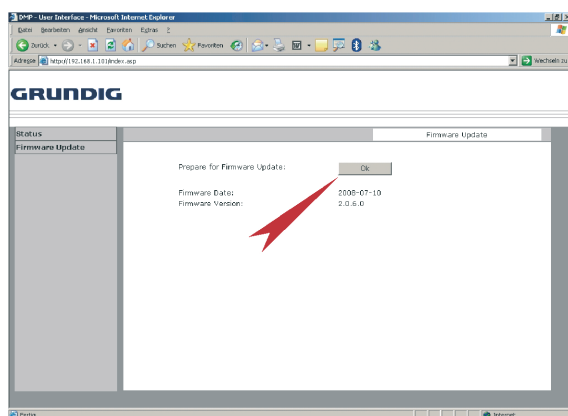 DMP - User Interface - Microsoft Internet Explorer
Datei Bearbeiten Ansicht Favoriten Extras ?
Zurück Suchen Favoriten
Adresse http://192.168.1.101/index.asp Wechseln zu
GRUNDIG
Status
Firmware Update
Firmware Update
Prepare for Firmware Update: Ok
Firmware Date: 2008-07-10
Firmware Version: 2.0.6.0
Fertig Internet